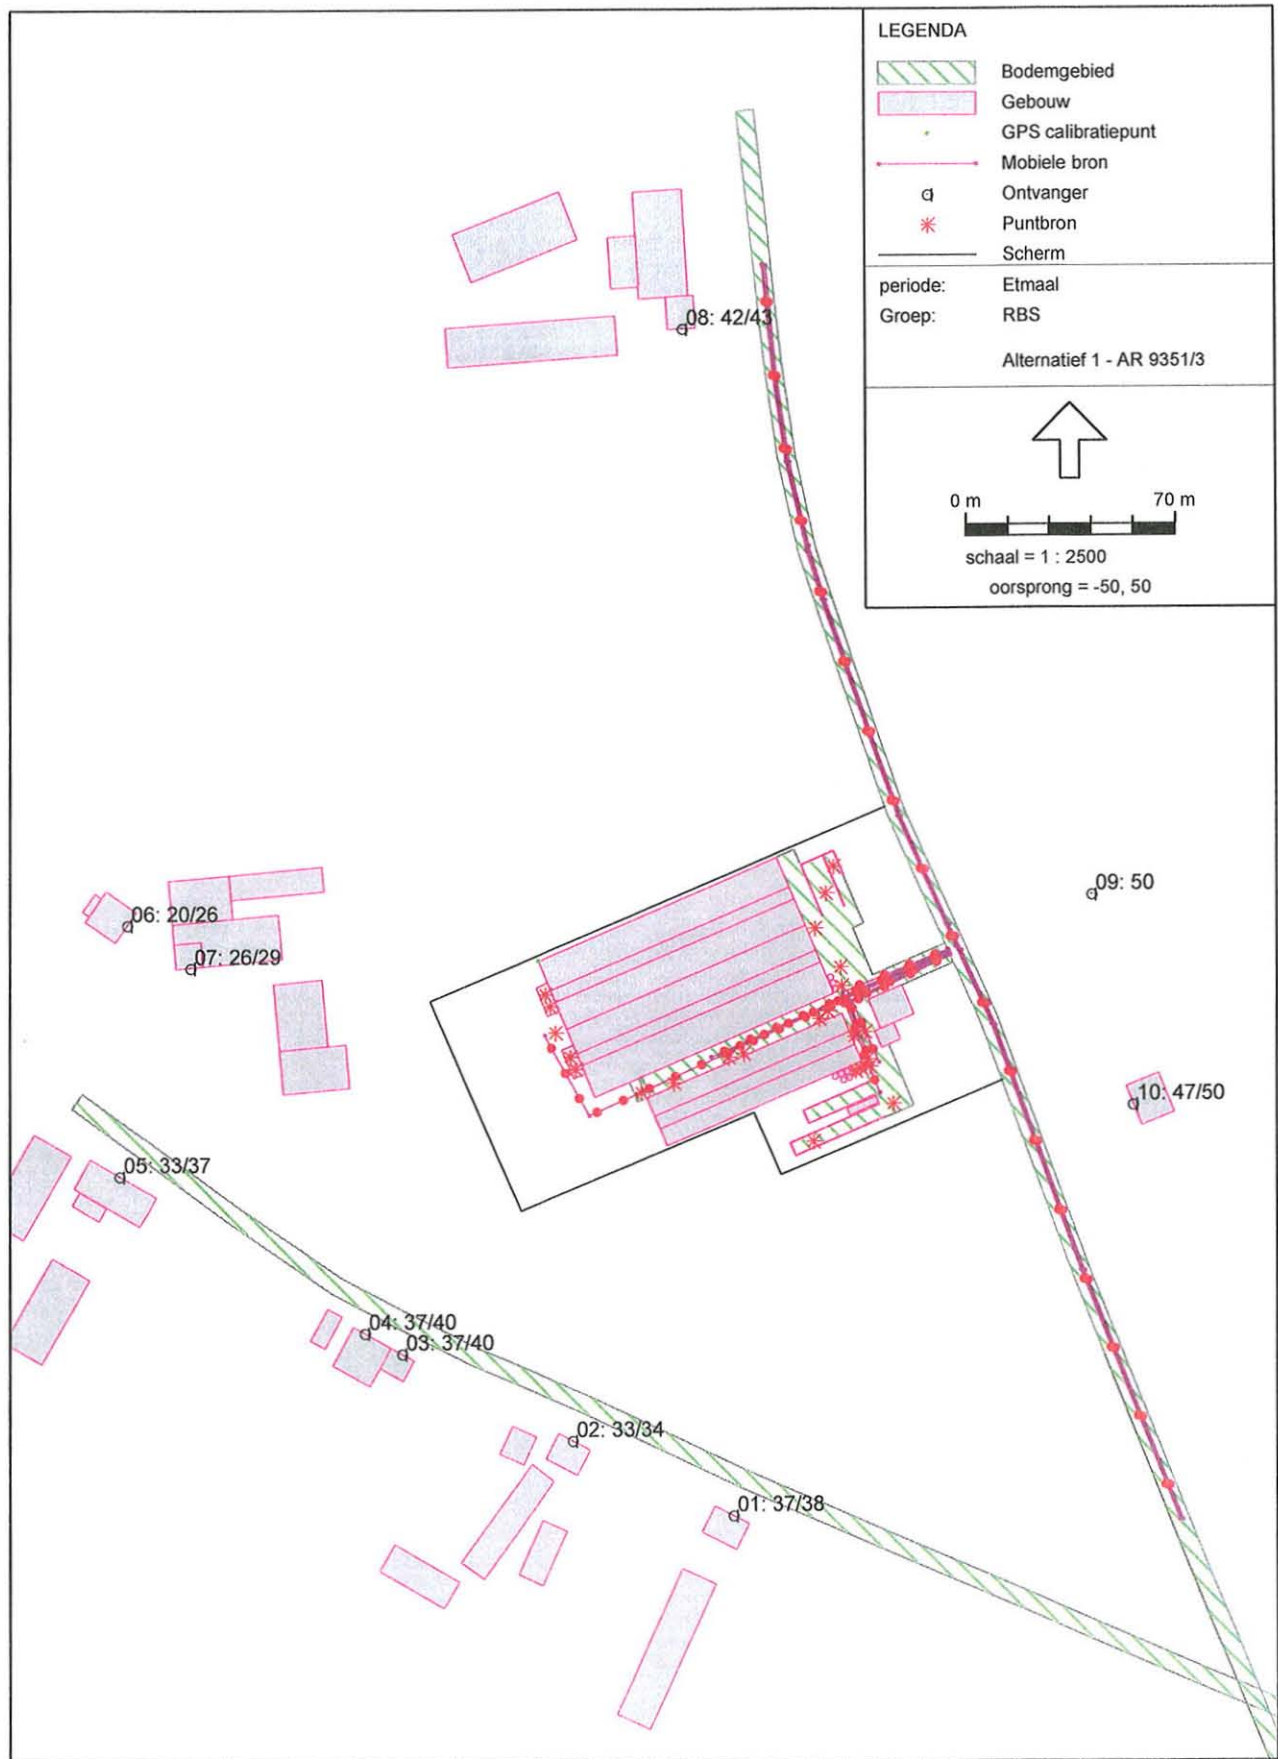 LEGENDA
Bodemgebied
Gebouw
GPS calibratiepunt
Mobiele bron
Ontvanger
Puntbron
Scherm
periode: Etmaal
Groep: RBS
Alternatief 1 - AR 9351/3
0 m 70 m
schaal = 1 : 2500
oorsprong = -50, 50
08: 42/43
09: 50
06: 20/26
07: 26/29
10: 47/50
05: 33/37
04: 37/40
03: 37/40
02: 33/34
01: 37/38